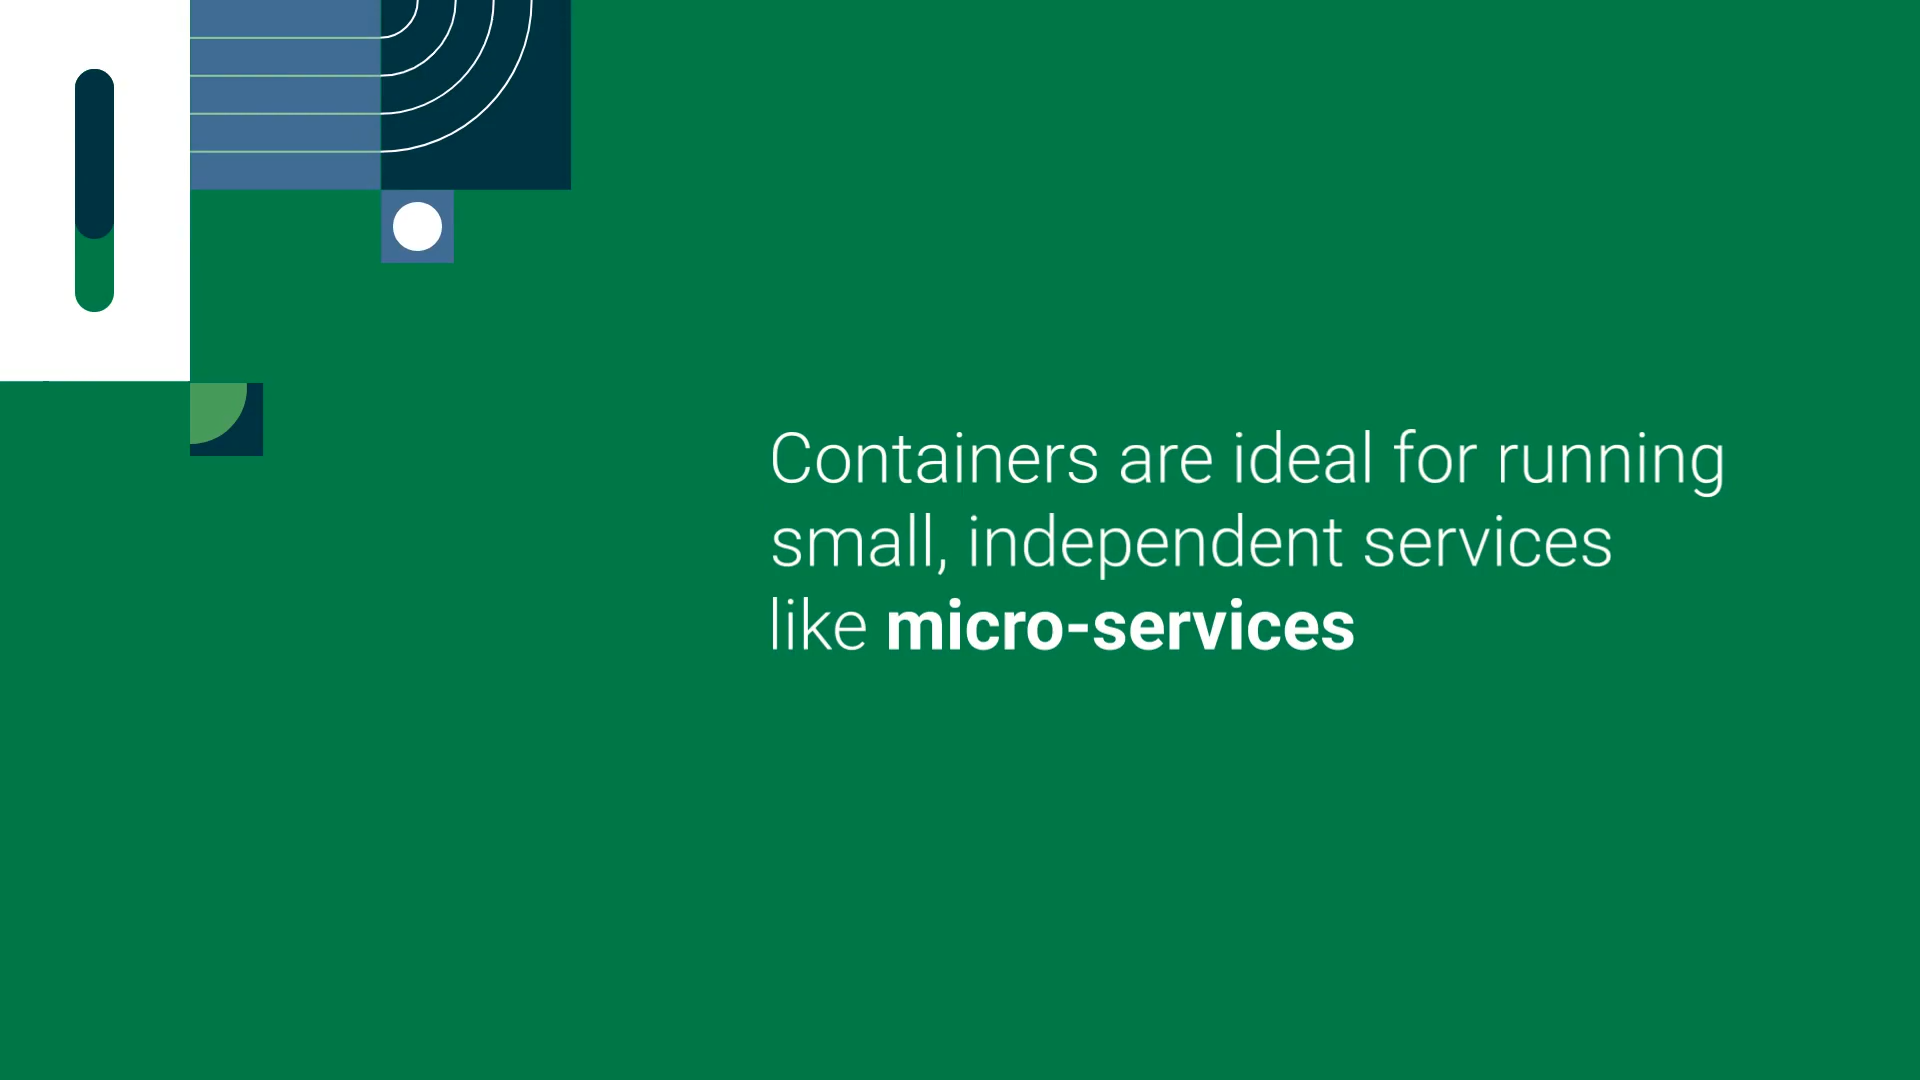 Containers are ideal for running
small, independent services
like micro-services